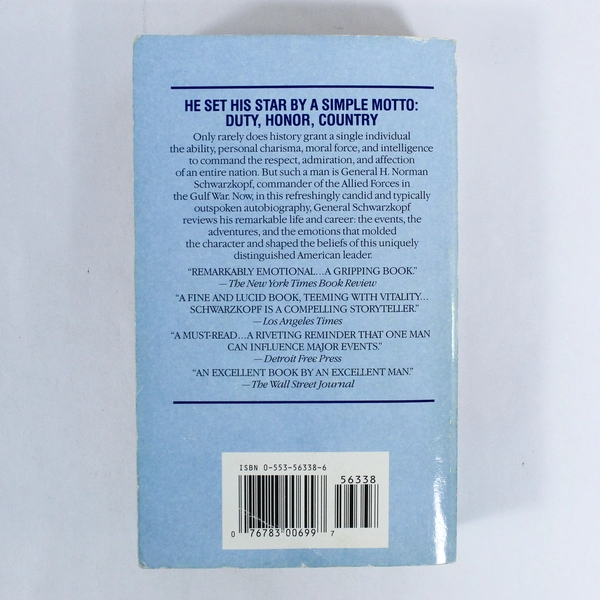 HE SET HIS STAR BY A SIMPLE MOTTO:
DUTY, HONOR, COUNTRY
Only rarely does history grant a single individual
the ability, personal charisma, moral force, and intelligence
to command the respect, admiration, and affection
of an entire nation. But such a man is General H. Norman
Schwarzkopf, commander of the Allied Forces in
the Gulf War. Now, in this refreshingly candid and typically
outspoken autobiography, General Schwarzkopf
reviews his remarkable life and career: the events, the
adventures, and the emotions that molded
the character and shaped the beliefs of this uniquely
distinguished American leader.
“REMARKABLY EMOTIONAL...A GRIPPING BOOK.”
—The New York Times Book Review
“A FINE AND LUCID BOOK, TEEMING WITH VITALITY...
SCHWARZKOPF IS A COMPELLING STORYTELLER.”
—Los Angeles Times
“A MUST-READ...A RIVETING REMINDER THAT ONE MAN
CAN INFLUENCE MAJOR EVENTS.”
—Detroit Free Press
“AN EXCELLENT BOOK BY AN EXCELLENT MAN.”
—The Wall Street Journal
ISBN 0-553-56338-6
56338
0 76783 00699 7